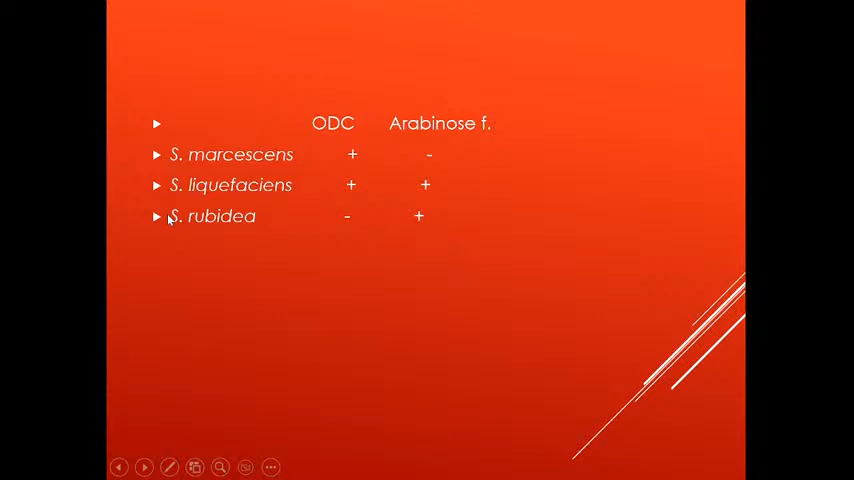 ODC Arabinose f.
S. marcescens + -
S. liquefaciens + +
S. rubidea - +